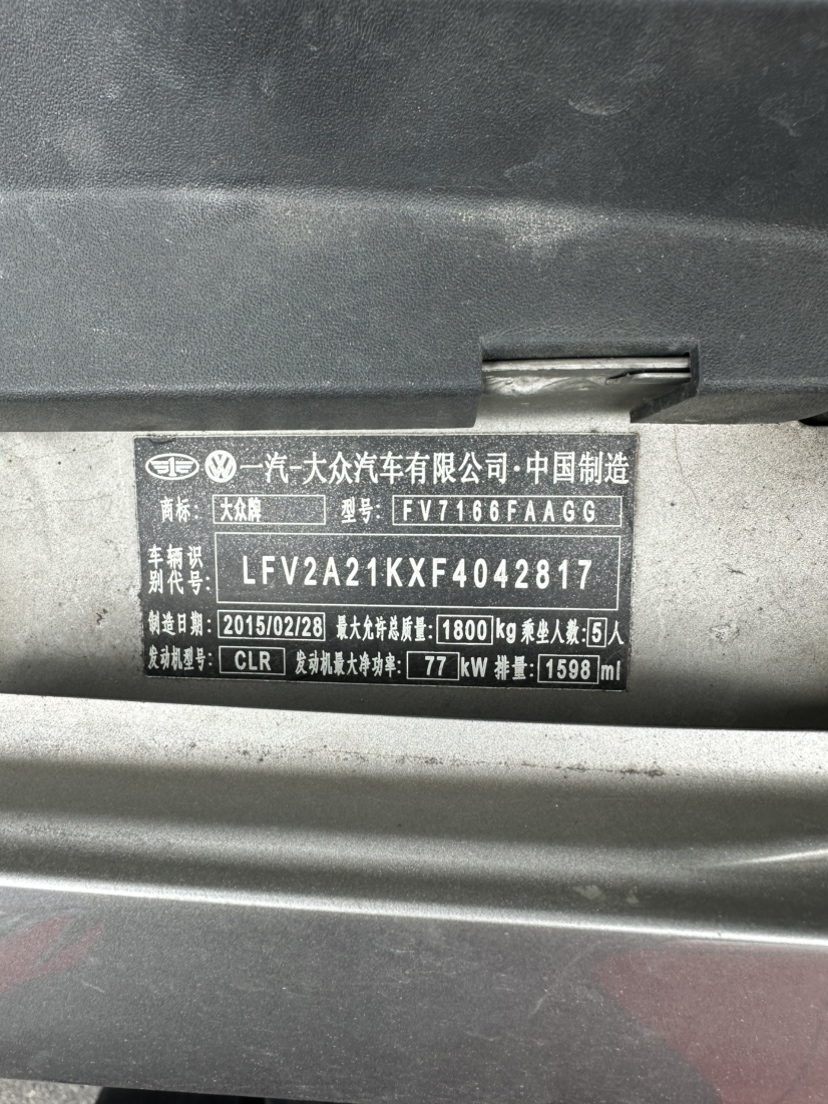 一汽-大众汽车有限公司·中国制造
商标: 大众牌 型号: FV7166FAAGG
车辆识别代号: LFV2A21KXF4042817
制造日期: 2015/02/28 最大允许总质量: 1800 kg 乘坐人数: 5 人
发动机型号: CLR 发动机最大净功率: 77 kW 排量: 1598 ml